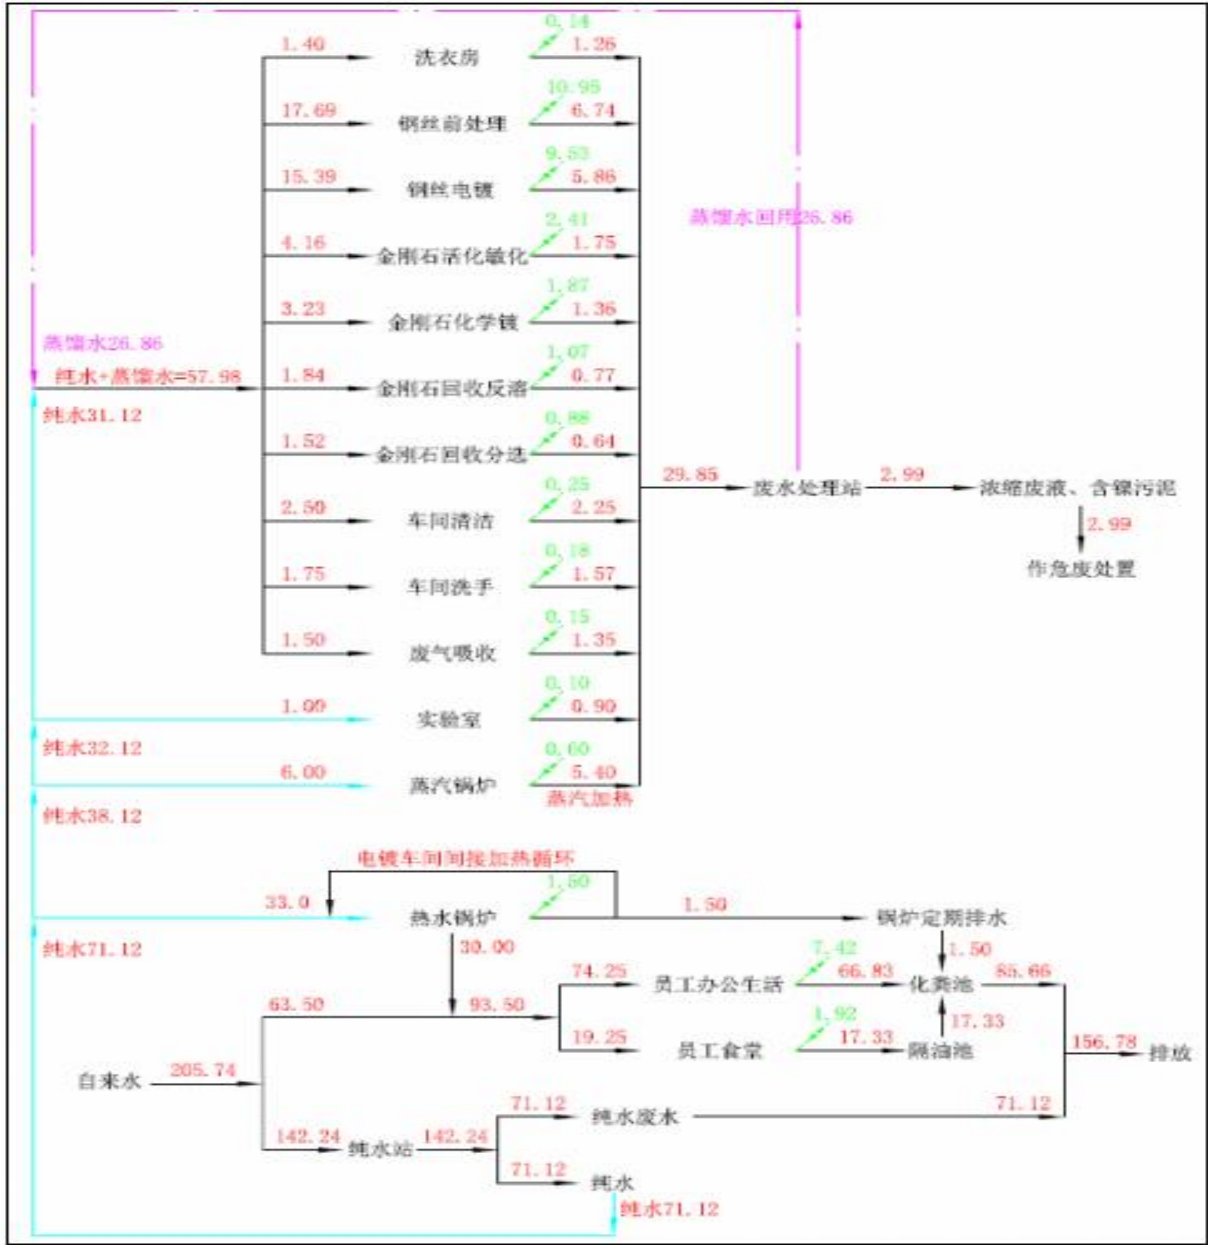 0.14
1.40 洗衣房 1.26
10.95
17.69 钢丝前处理 6.74
9.53
15.39 钢丝电镀 5.86
蒸馏水回用26.86
2.41
4.16 金刚石活化敏化 1.75
1.87
3.23 金刚石化学镀 1.36
蒸馏水26.86
1.07
纯水+蒸馏水=57.98 1.84 金刚石回收反溶 0.77
纯水31.12
0.88
1.52 金刚石回收分选 0.64
29.85 废水处理站 2.99 浓缩废液、含镍污泥
0.25
2.50 车间清洁 2.25
2.99
作危废处置
0.18
1.75 车间洗手 1.57
0.15
1.50 废气吸收 1.35
0.10
1.00 实验室 0.90
纯水32.12
0.60
6.00 蒸汽锅炉 5.40
蒸汽加热
纯水38.12
电镀车间间接加热循环
1.50
33.0 热水锅炉 1.50 锅炉定期排水
纯水71.12
30.00 1.50
7.42
74.25 员工办公生活 66.83 化粪池 85.66
63.50 93.50
1.92 17.33
19.25 员工食堂 17.33 隔油池
156.78 排放
自来水 205.74
71.12 纯水废水 71.12
142.24 纯水站 142.24
71.12 纯水
纯水71.12